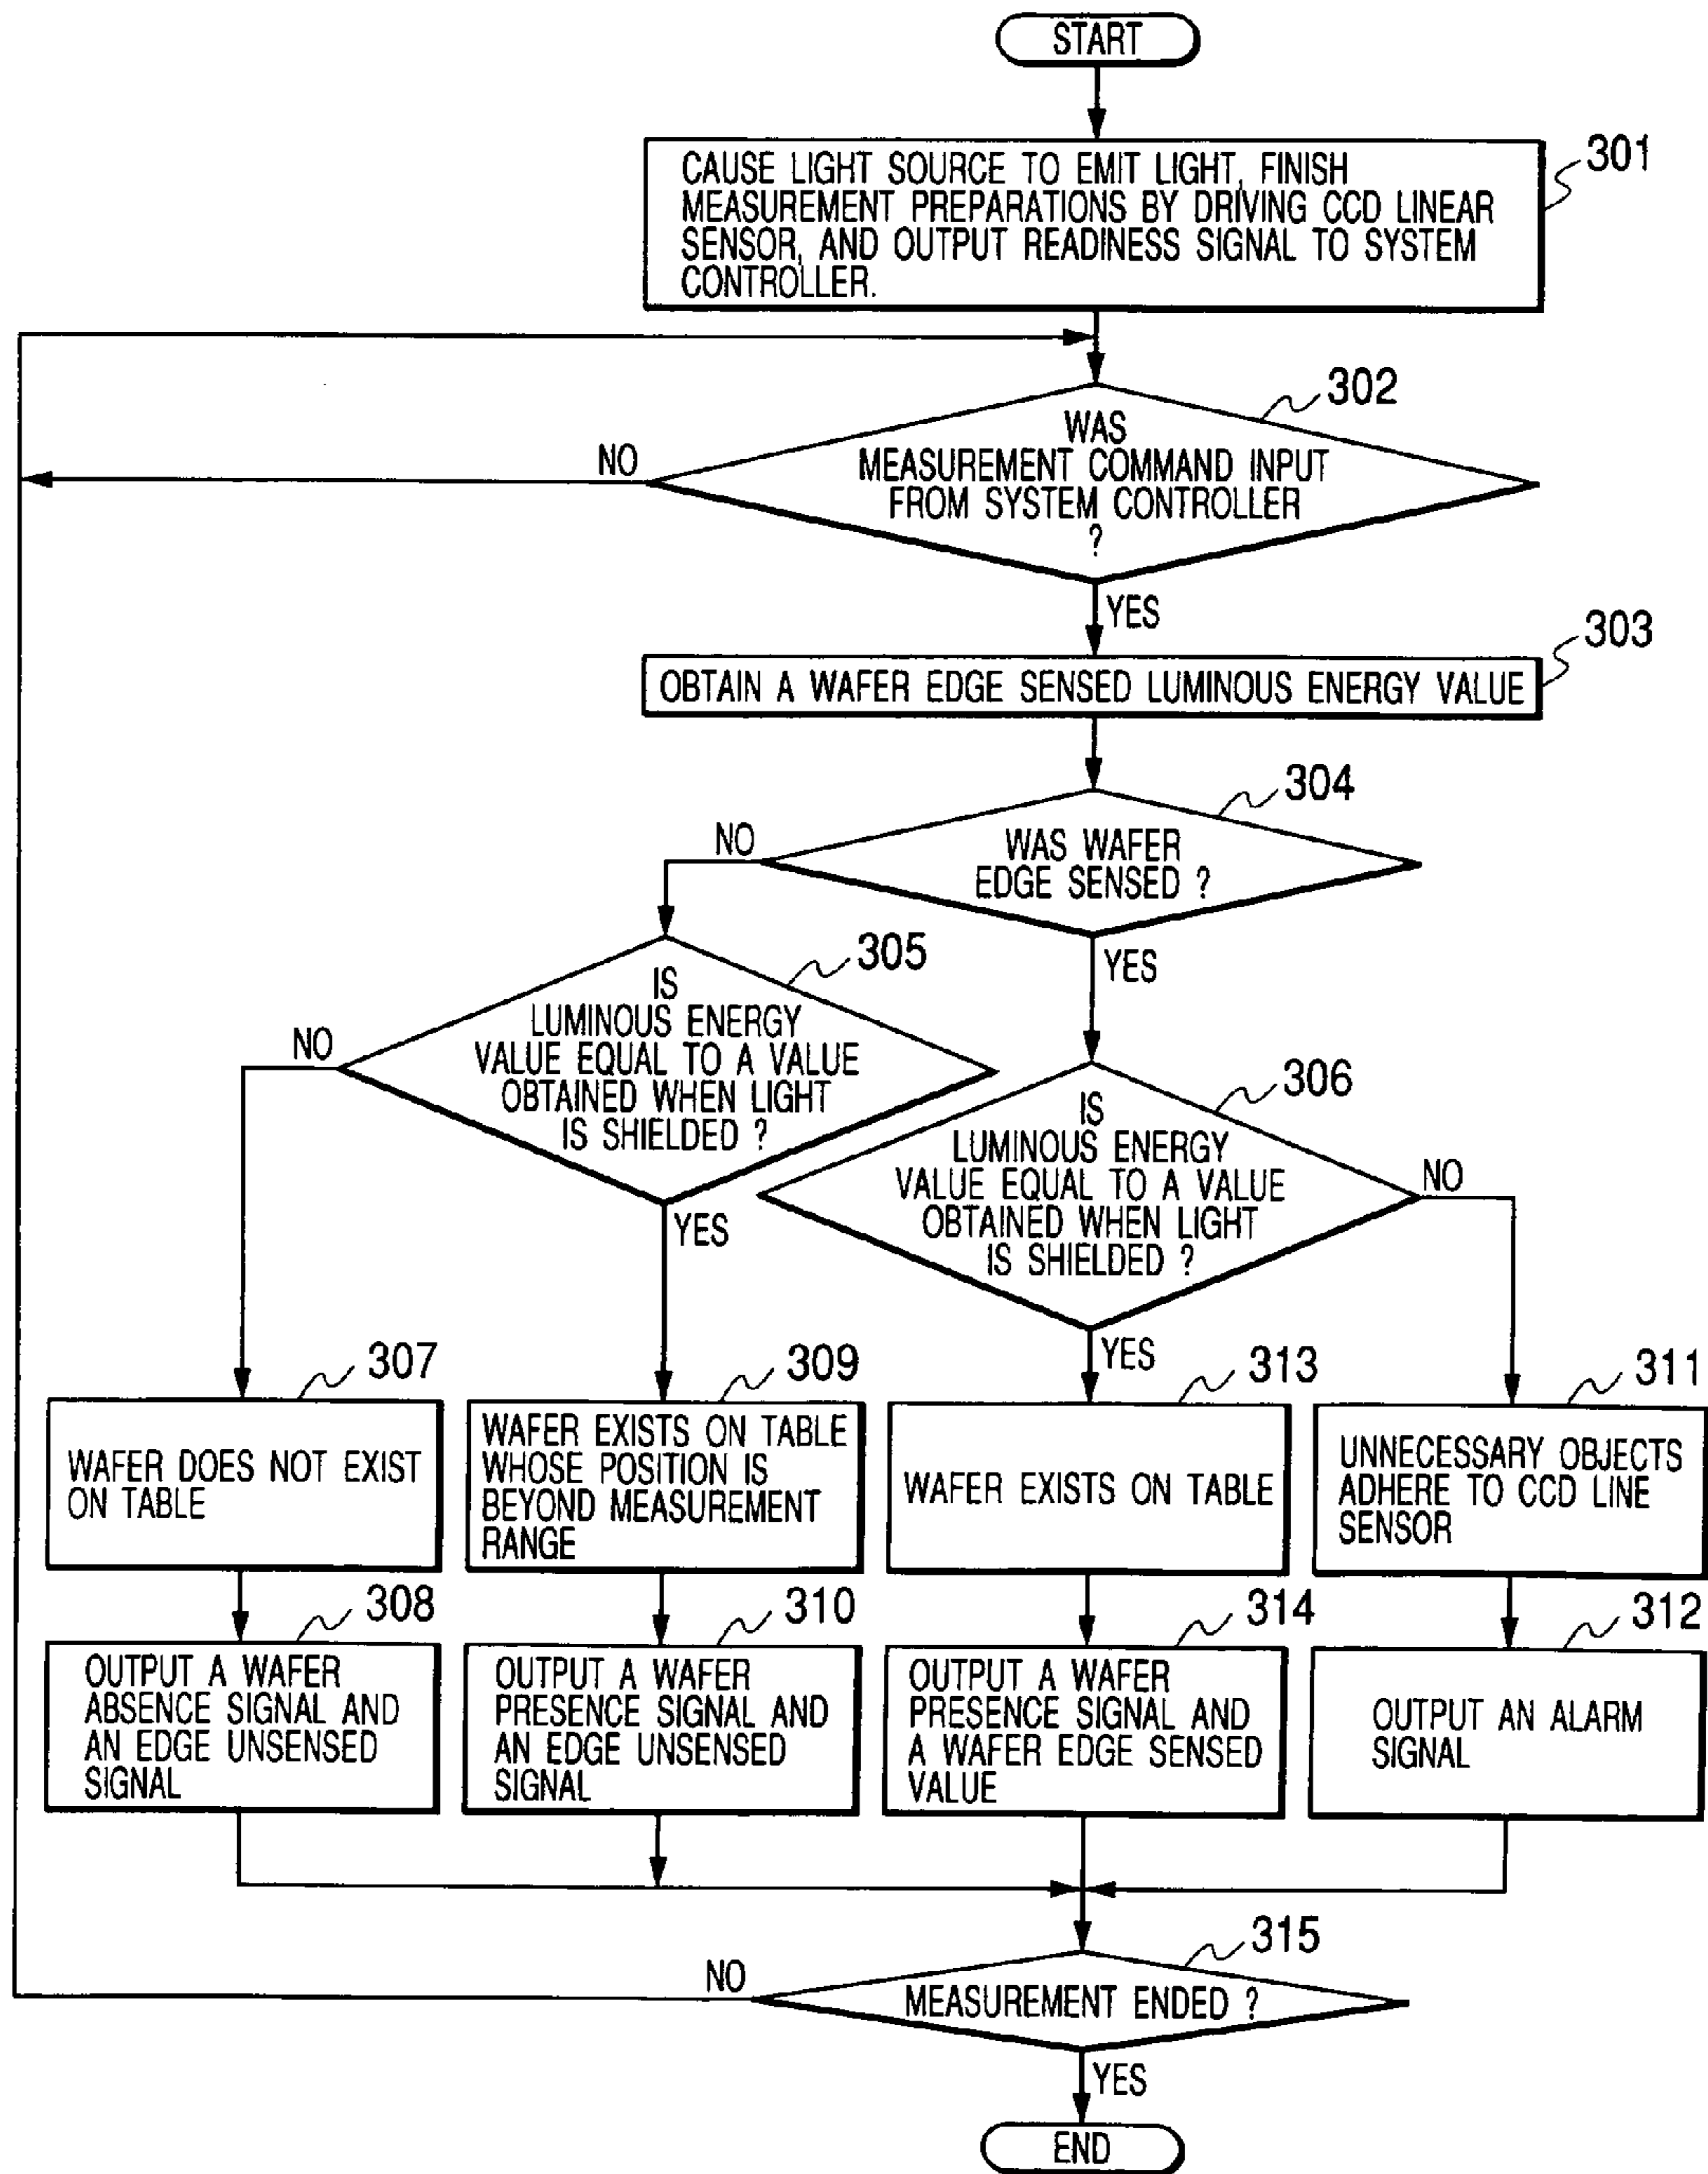 START
CAUSE LIGHT SOURCE TO EMIT LIGHT, FINISH
MEASUREMENT PREPARATIONS BY DRIVING CCD LINEAR
SENSOR, AND OUTPUT READINESS SIGNAL TO SYSTEM
CONTROLLER.
301
302
WAS
MEASUREMENT COMMAND INPUT
FROM SYSTEM CONTROLLER
?
NO
YES
303
OBTAIN A WAFER EDGE SENSED LUMINOUS ENERGY VALUE
304
WAS WAFER
EDGE SENSED ?
NO
YES
305
IS
LUMINOUS ENERGY
VALUE EQUAL TO A VALUE
OBTAINED WHEN LIGHT
IS SHIELDED ?
NO
YES
306
IS
LUMINOUS ENERGY
VALUE EQUAL TO A VALUE
OBTAINED WHEN LIGHT
IS SHIELDED ?
NO
YES
307
WAFER DOES NOT EXIST
ON TABLE
309
WAFER EXISTS ON TABLE
WHOSE POSITION IS
BEYOND MEASUREMENT
RANGE
313
WAFER EXISTS ON TABLE
311
UNNECESSARY OBJECTS
ADHERE TO CCD LINE
SENSOR
308
OUTPUT A WAFER
ABSENCE SIGNAL AND
AN EDGE UNSENSED
SIGNAL
310
OUTPUT A WAFER
PRESENCE SIGNAL AND
AN EDGE UNSENSED
SIGNAL
314
OUTPUT A WAFER
PRESENCE SIGNAL AND
A WAFER EDGE SENSED
VALUE
312
OUTPUT AN ALARM
SIGNAL
315
MEASUREMENT ENDED ?
NO
YES
END